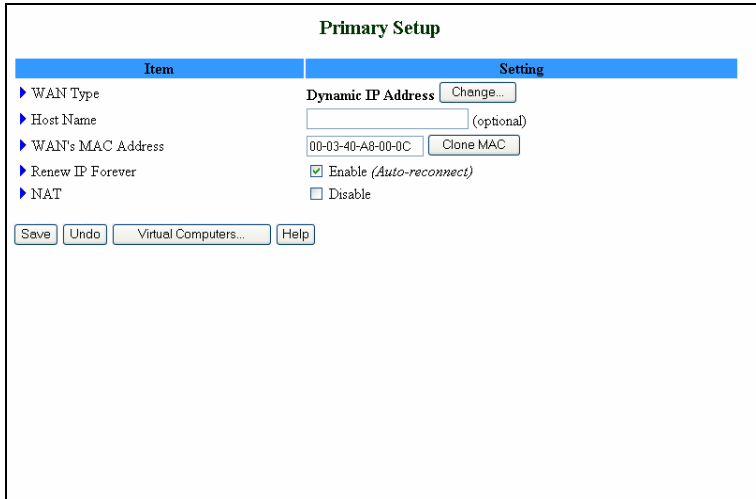 Primary Setup
Item Setting
WAN Type Dynamic IP Address Change...
Host Name (optional)
WAN's MAC Address 00-03-40-A8-00-0C Clone MAC
Renew IP Forever Enable (Auto-reconnect)
NAT Disable
Save Undo Virtual Computers... Help